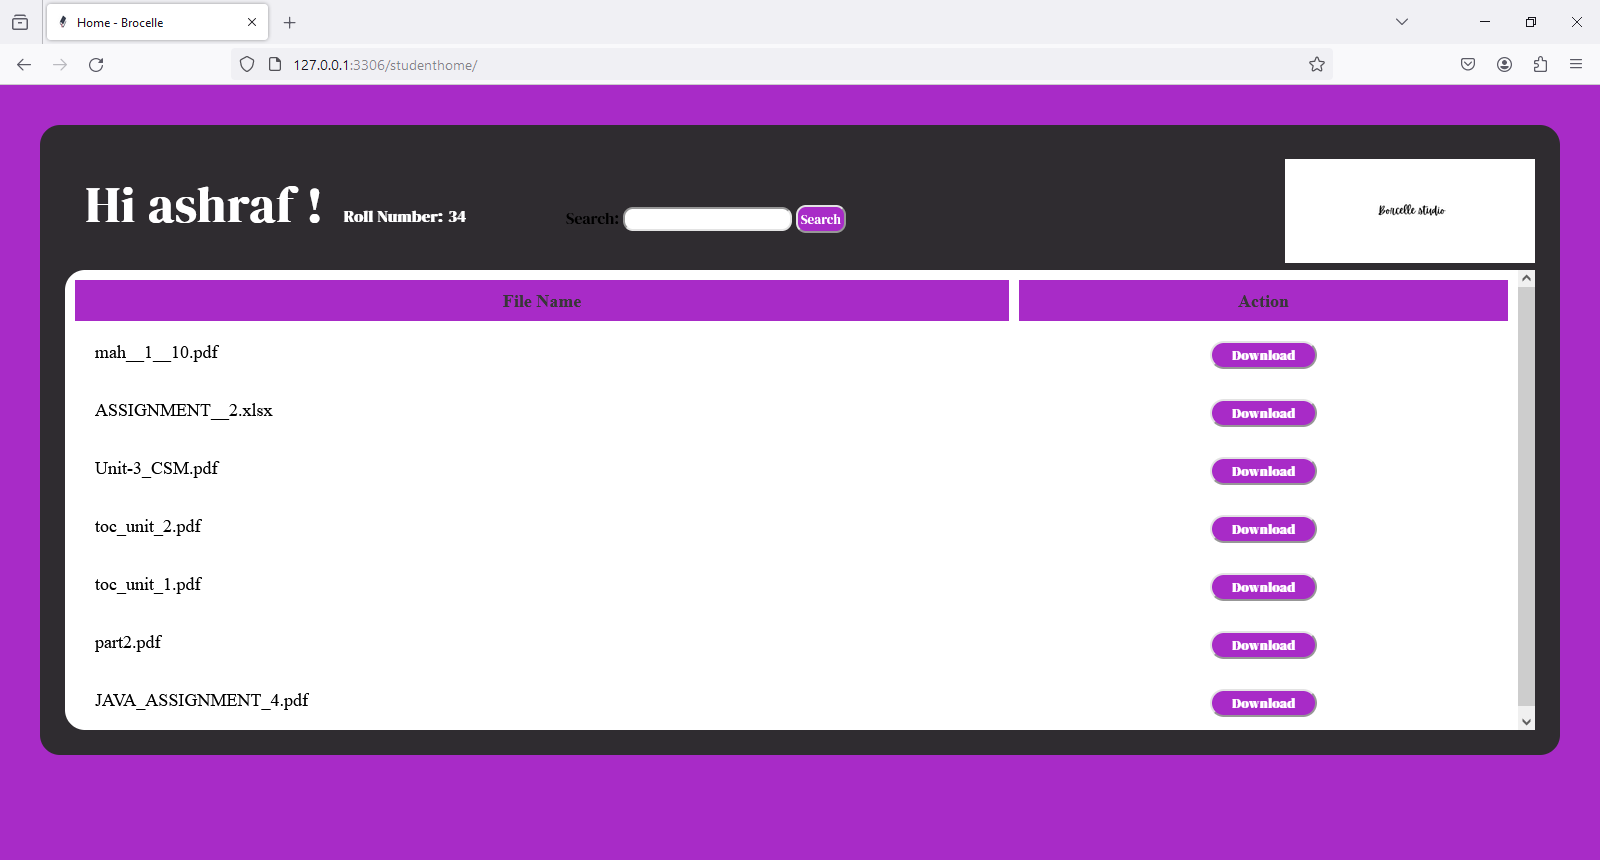 Home - Brocelle
127.0.0.1:3306/studenthome/
Hi ashraf !
Roll Number: 34
Search:
Search
Borcelle studio
File Name
Action
mah__1__10.pdf
Download
ASSIGNMENT__2.xlsx
Download
Unit-3_CSM.pdf
Download
toc_unit_2.pdf
Download
toc_unit_1.pdf
Download
part2.pdf
Download
JAVA_ASSIGNMENT_4.pdf
Download